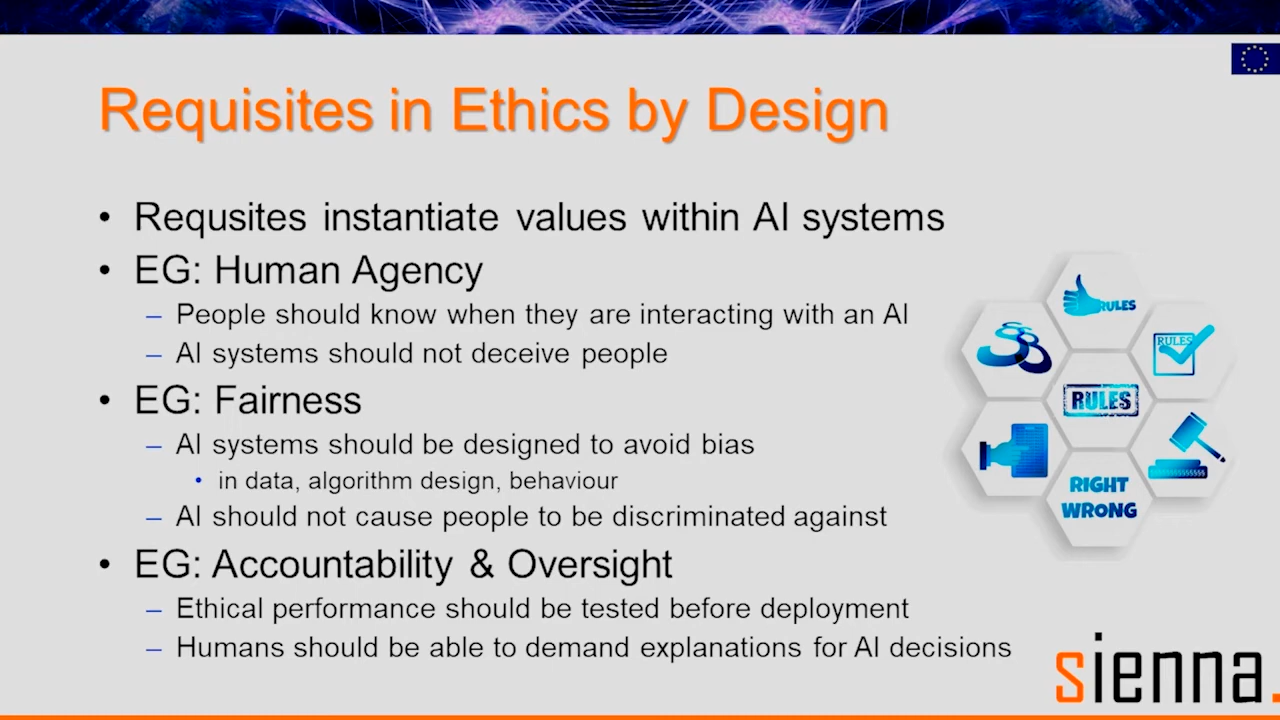 Requisites in Ethics by Design
• Requsites instantiate values within AI systems
• EG: Human Agency
– People should know when they are interacting with an AI
– AI systems should not deceive people
• EG: Fairness
– AI systems should be designed to avoid bias
• in data, algorithm design, behaviour
– AI should not cause people to be discriminated against
• EG: Accountability & Oversight
– Ethical performance should be tested before deployment
– Humans should be able to demand explanations for AI decisions
RULES
RULES
RULES
RIGHT
WRONG
sienna.